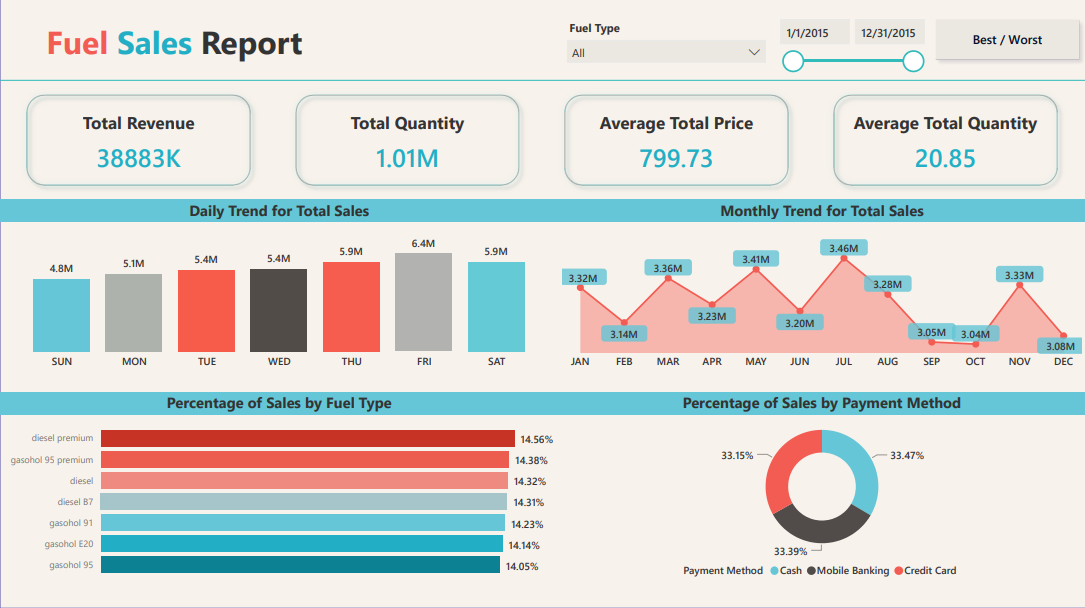 Fuel Sales Report
Fuel Type
All
1/1/2015
12/31/2015
Best / Worst
Total Revenue
38883K
Total Quantity
1.01M
Average Total Price
799.73
Average Total Quantity
20.85
Daily Trend for Total Sales
4.8M
5.1M
5.4M
5.4M
5.9M
6.4M
5.9M
SUN
MON
TUE
WED
THU
FRI
SAT
Monthly Trend for Total Sales
3.32M
3.14M
3.36M
3.23M
3.41M
3.20M
3.46M
3.28M
3.05M
3.04M
3.33M
3.08M
JAN
FEB
MAR
APR
MAY
JUN
JUL
AUG
SEP
OCT
NOV
DEC
Percentage of Sales by Fuel Type
diesel premium 14.56%
gasohol 95 premium 14.38%
diesel 14.32%
diesel B7 14.31%
gasohol 91 14.23%
gasohol E20 14.14%
gasohol 95 14.05%
Percentage of Sales by Payment Method
33.15%
33.47%
33.39%
Payment Method Cash Mobile Banking Credit Card